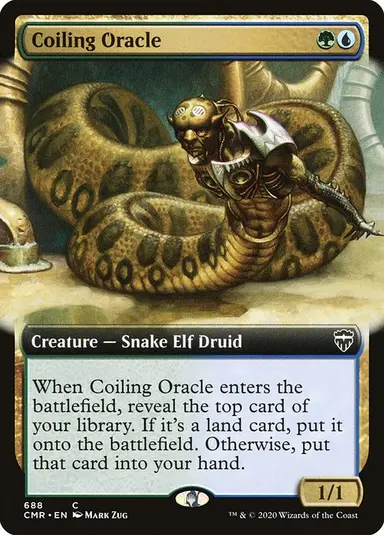 Coiling Oracle
Creature — Snake Elf Druid
When Coiling Oracle enters the
battlefield, reveal the top card of
your library. If it's a land card, put it
onto the battlefield. Otherwise, put
that card into your hand.
1/1
688 C
CMR • EN Mark Zug
™ & © 2020 Wizards of the Coast